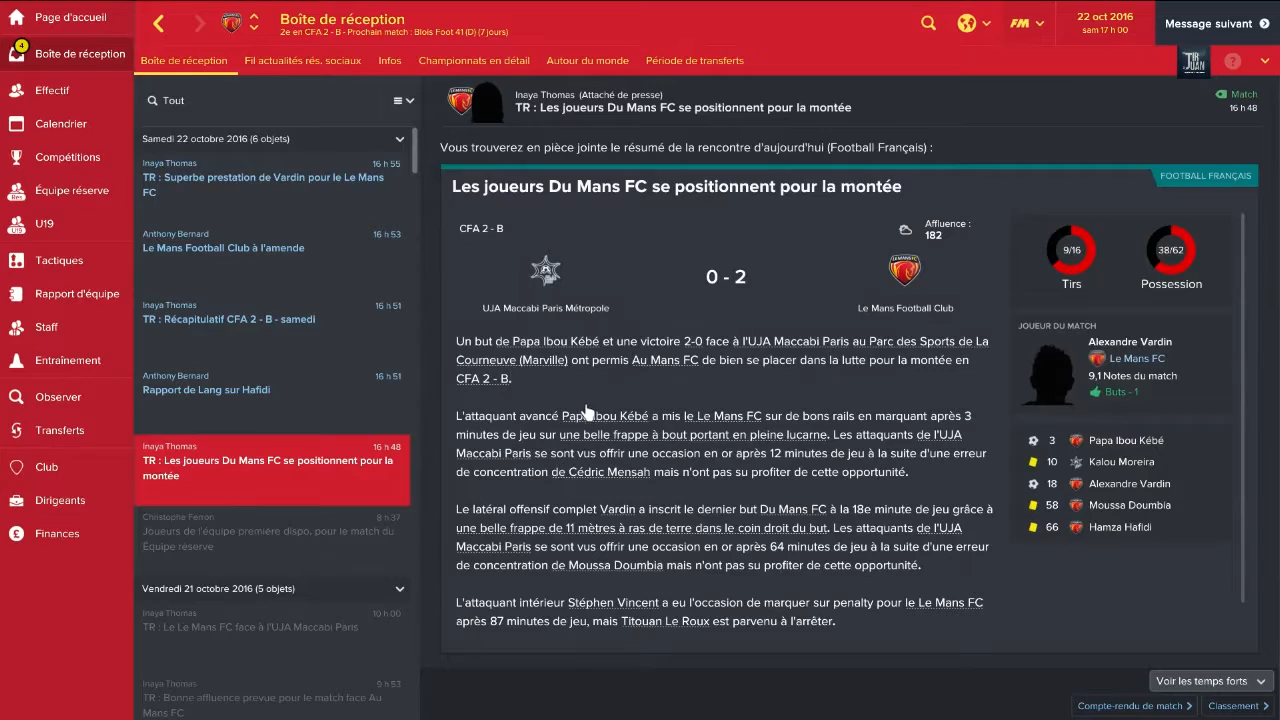 Page d'accueil
4
Boîte de réception
Effectif
Calendrier
Compétitions
Rés
Équipe réserve
U19
U19
Tactiques
Rapport d'équipe
Staff
Entraînement
Observer
Transferts
Club
Dirigeants
Finances
Boîte de réception
2e en CFA 2 - B - Prochain match : Blois Foot 41 (D) (7 jours)
FM
22 oct 2016
sam 17 h 00
Message suivant
Boîte de réception
Fil actualités rés. sociaux
Infos
Championnats en détail
Autour du monde
Période de transferts
Tout
Samedi 22 octobre 2016 (6 objets)
Inaya Thomas 16 h 55
TR : Superbe prestation de Vardin pour le Le Mans
FC
Anthony Bernard 16 h 53
Le Mans Football Club à l'amende
Inaya Thomas 16 h 51
TR : Récapitulatif CFA 2 - B - samedi
Anthony Bernard 16 h 51
Rapport de Lang sur Hafidi
Inaya Thomas 16 h 48
TR : Les joueurs Du Mans FC se positionnent pour la
montée
Christophe Ferron 8 h 37
Joueurs de l'équipe première dispo. pour le match du
Équipe réserve
Vendredi 21 octobre 2016 (5 objets)
Inaya Thomas 10 h 00
TR : Le Le Mans FC face à l'UJA Maccabi Paris
Inaya Thomas 9 h 53
TR : Bonne affluence prevue pour le match face Au
Mans FC
Inaya Thomas (Attaché de presse)
TR : Les joueurs Du Mans FC se positionnent pour la montée
Match
16 h 48
Vous trouverez en pièce jointe le résumé de la rencontre d'aujourd'hui (Football Français) :
FOOTBALL FRANÇAIS
Les joueurs Du Mans FC se positionnent pour la montée
CFA 2 - B
Affluence :
182
0 - 2
UJA Maccabi Paris Métropole
Le Mans Football Club
Un but de Papa Ibou Kébé et une victoire 2-0 face à l'UJA Maccabi Paris au Parc des Sports de La
Courneuve (Marville) ont permis Au Mans FC de bien se placer dans la lutte pour la montée en
CFA 2 - B.
L'attaquant avancé Papa Ibou Kébé a mis le Le Mans FC sur de bons rails en marquant après 3
minutes de jeu sur une belle frappe à bout portant en pleine lucarne. Les attaquants de l'UJA
Maccabi Paris se sont vus offrir une occasion en or après 12 minutes de jeu à la suite d'une erreur
de concentration de Cédric Mensah mais n'ont pas su profiter de cette opportunité.
Le latéral offensif complet Vardin a inscrit le dernier but Du Mans FC à la 18e minute de jeu grâce à
une belle frappe de 11 mètres à ras de terre dans le coin droit du but. Les attaquants de l'UJA
Maccabi Paris se sont vus offrir une occasion en or après 64 minutes de jeu à la suite d'une erreur
de concentration de Moussa Doumbia mais n'ont pas su profiter de cette opportunité.
L'attaquant intérieur Stéphen Vincent a eu l'occasion de marquer sur penalty pour le Le Mans FC
après 87 minutes de jeu, mais Titouan Le Roux est parvenu à l'arrêter.
9/16
Tirs
38/62
Possession
JOUEUR DU MATCH
Alexandre Vardin
Le Mans FC
9,1 Notes du match
Buts - 1
3 Papa Ibou Kébé
10 Kalou Moreira
18 Alexandre Vardin
58 Moussa Doumbia
66 Hamza Hafidi
Voir les temps forts
Compte-rendu de match
Classement